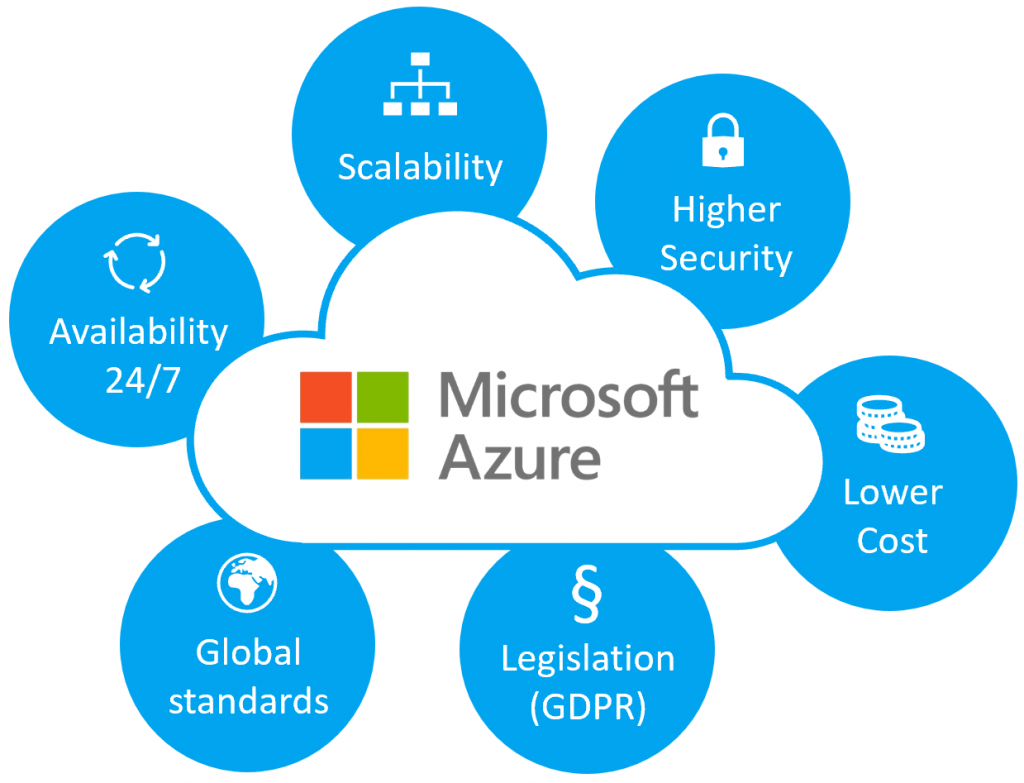 Scalability
Higher
Security
Availability
24/7
Microsoft
Azure
Lower
Cost
§
Global
standards
Legislation
(GDPR)